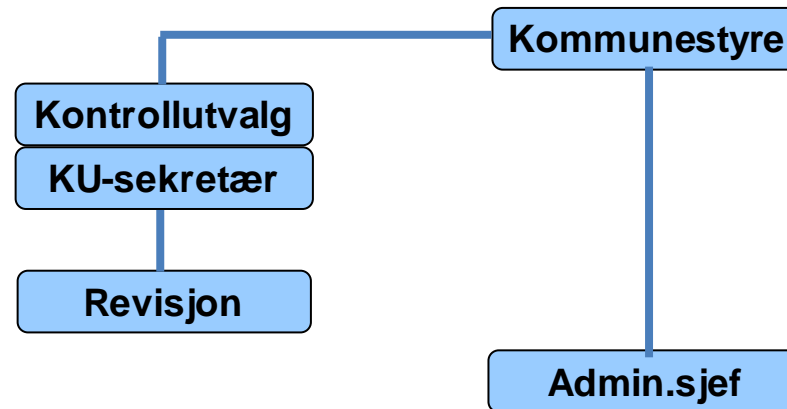 Kommunestyre
Kontrollutvalg
KU-sekretær
Revisjon
Admin.sjef